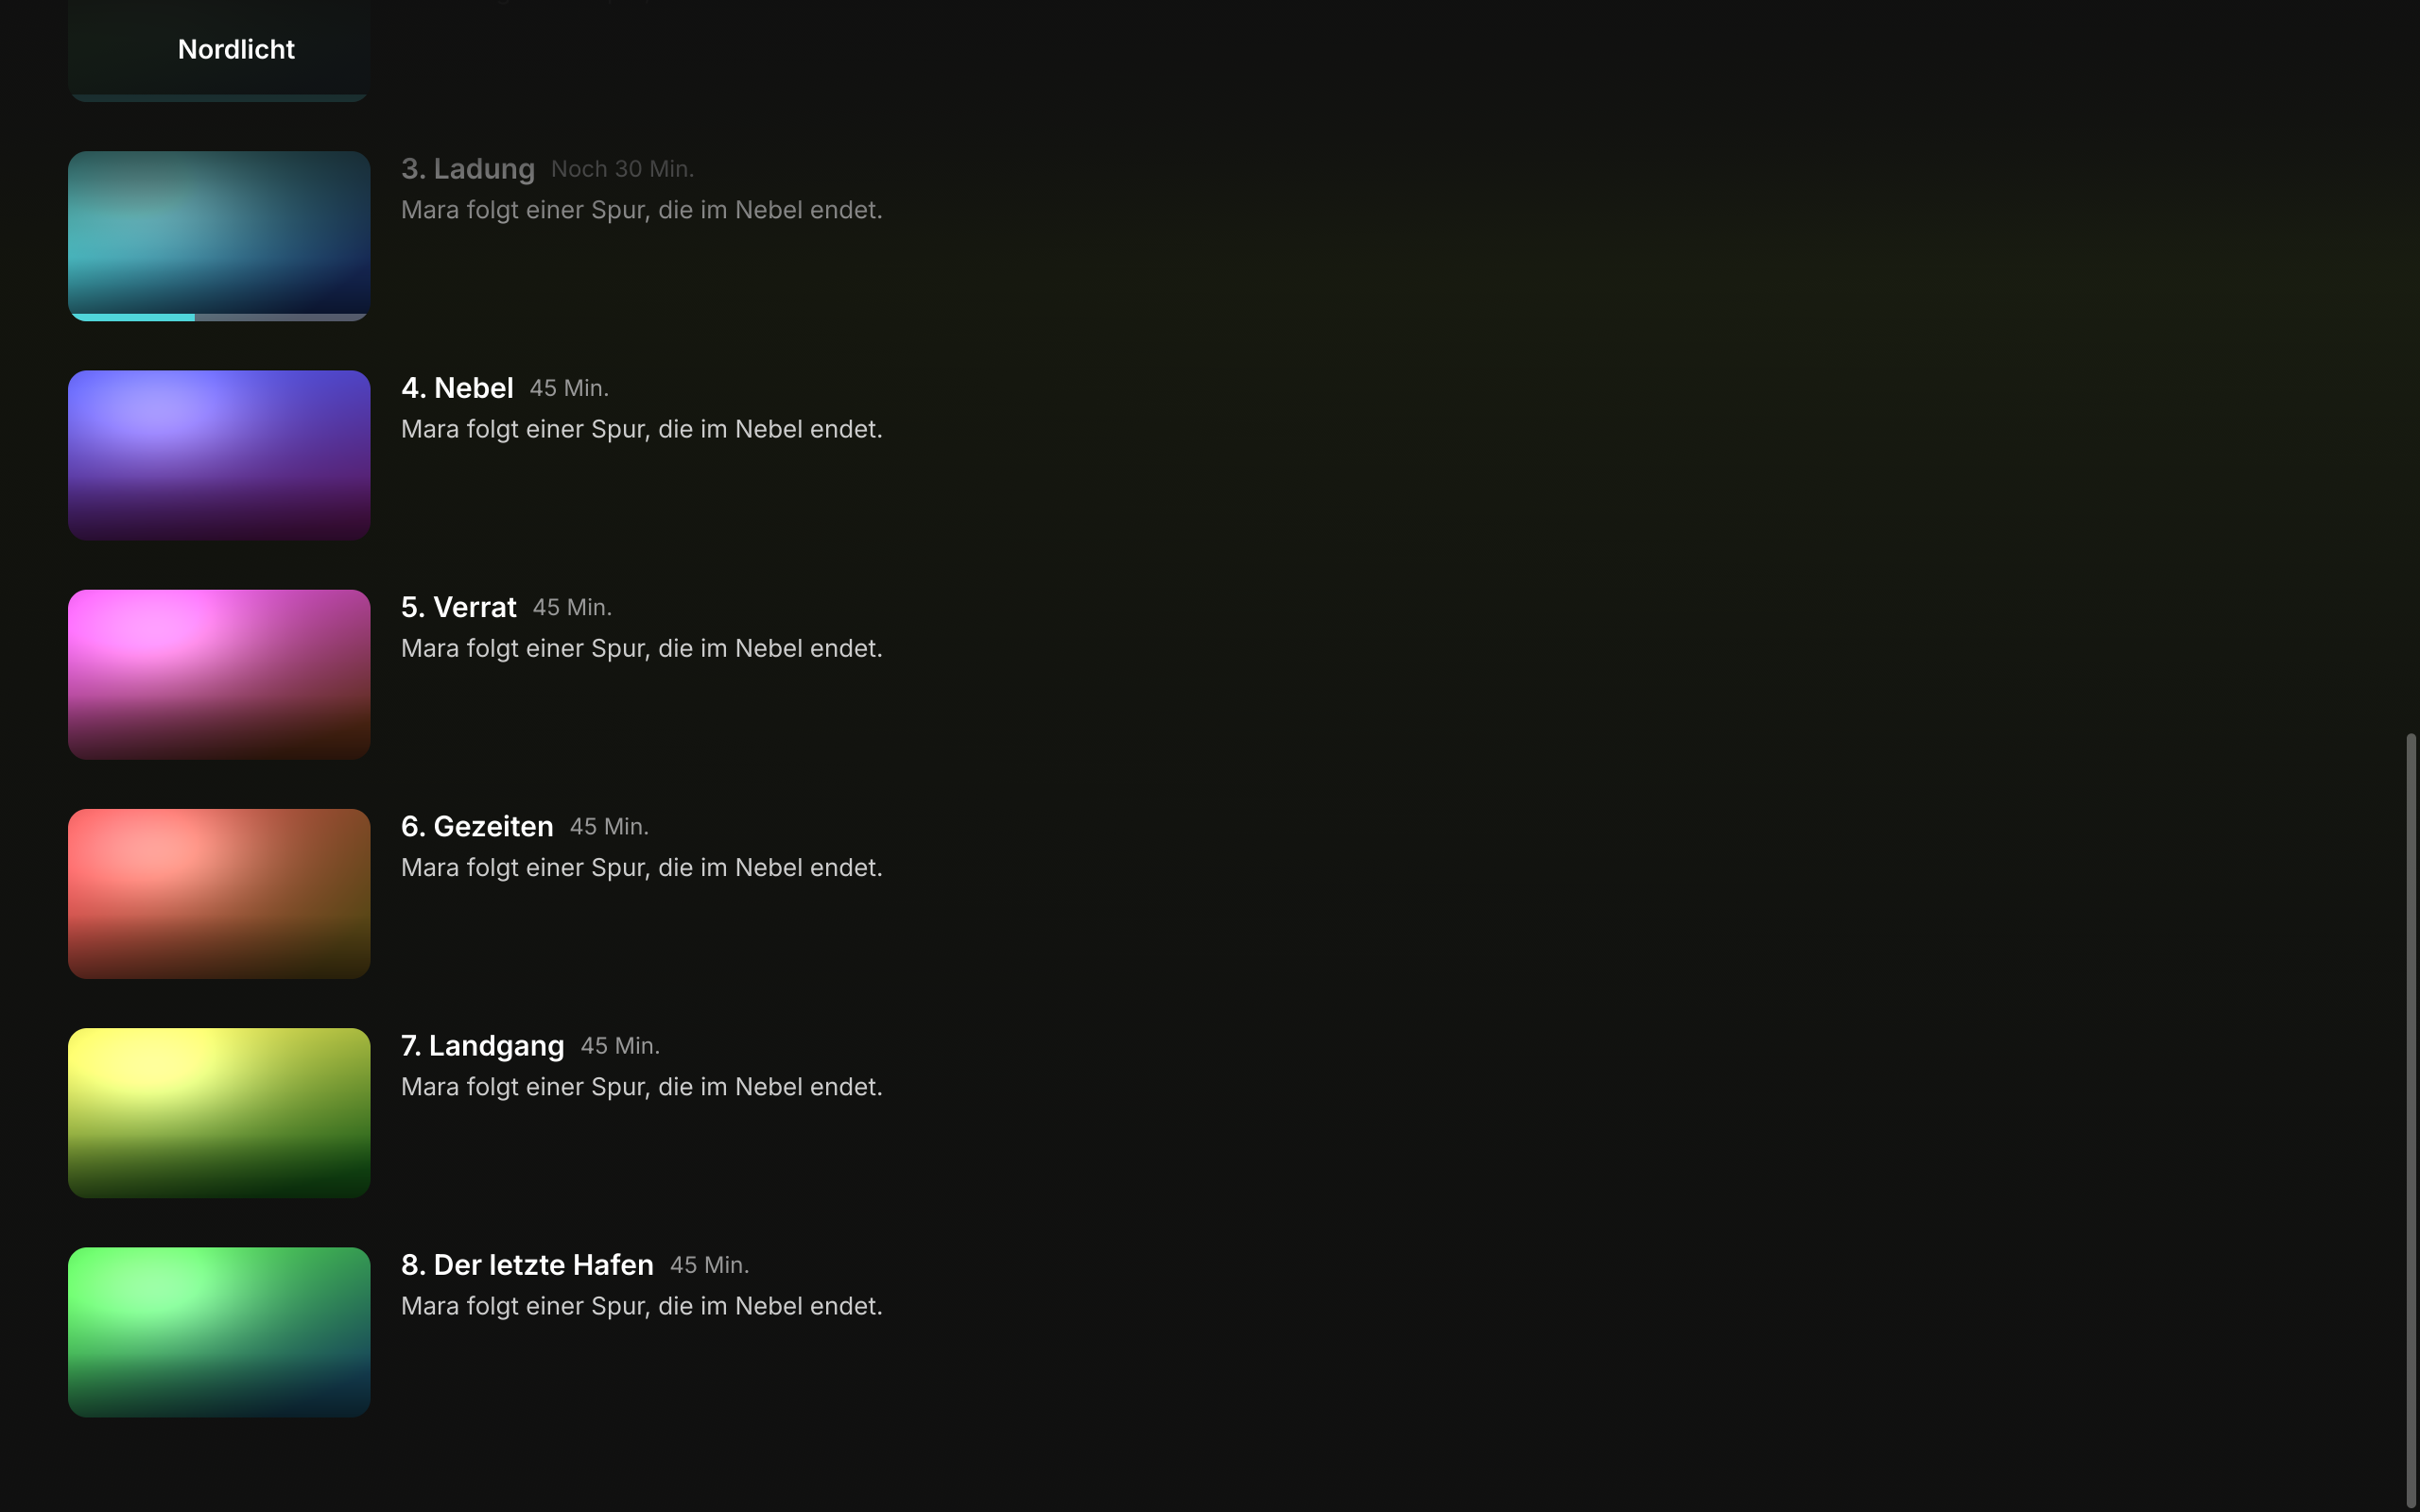 Nordlicht
3. Ladung Noch 30 Min.
Mara folgt einer Spur, die im Nebel endet.
4. Nebel 45 Min.
Mara folgt einer Spur, die im Nebel endet.
5. Verrat 45 Min.
Mara folgt einer Spur, die im Nebel endet.
6. Gezeiten 45 Min.
Mara folgt einer Spur, die im Nebel endet.
7. Landgang 45 Min.
Mara folgt einer Spur, die im Nebel endet.
8. Der letzte Hafen 45 Min.
Mara folgt einer Spur, die im Nebel endet.